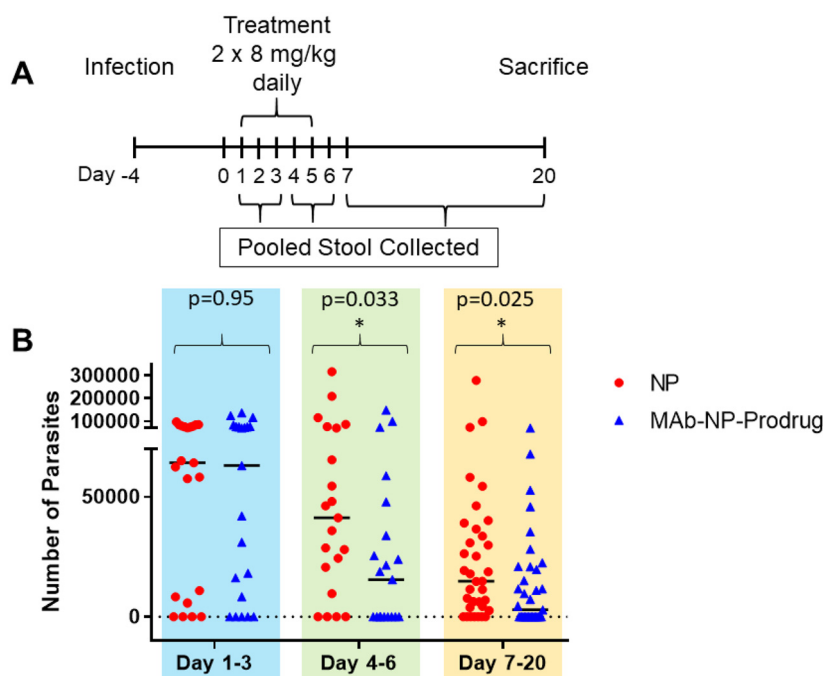 A
Infection
Treatment
2 x 8 mg/kg
daily
Sacrifice
Day -4 0 1 2 3 4 5 6 7 20
Pooled Stool Collected
B
p=0.95 p=0.033 p=0.025
* *
Number of Parasites
300000
200000
100000
50000
0
NP
MAb-NP-Prodrug
Day 1-3 Day 4-6 Day 7-20